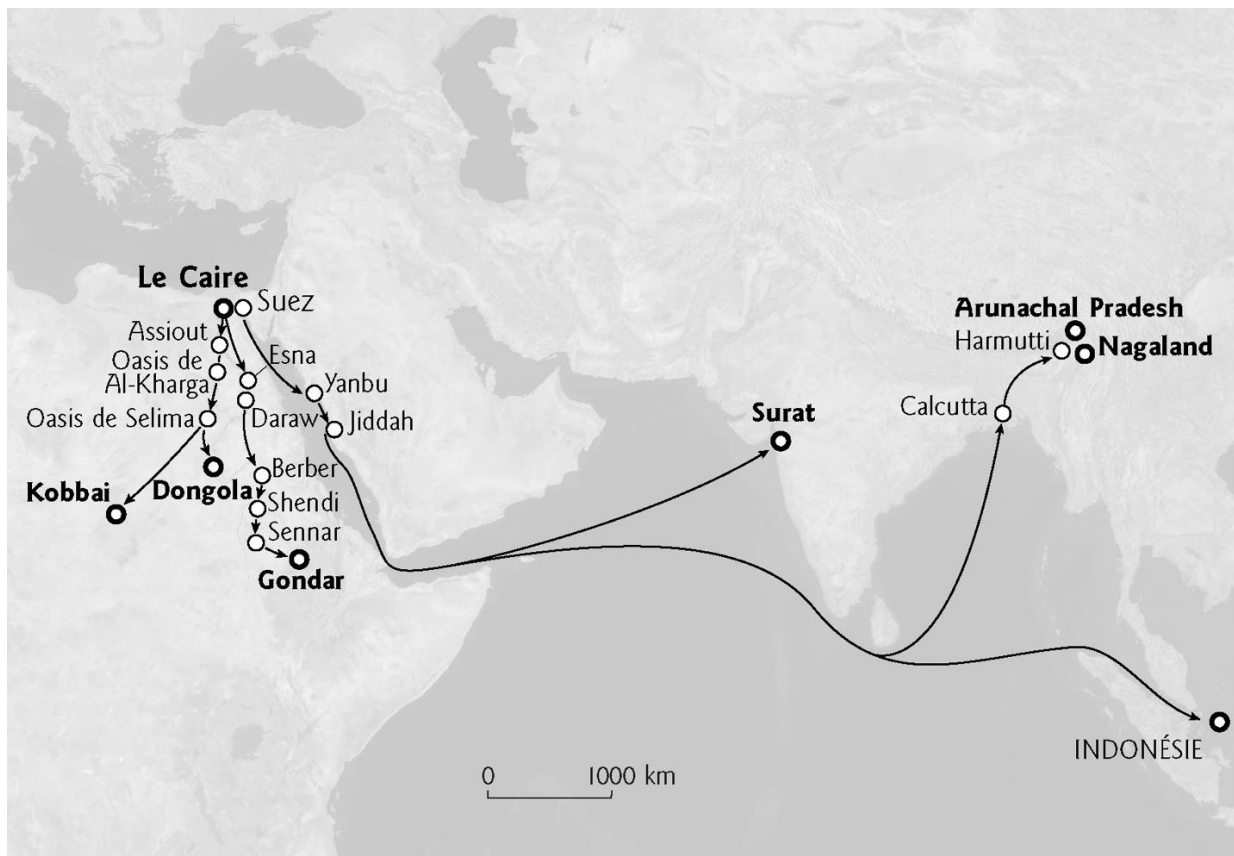 Le Caire
Suez
Arunachal Pradesh
Assiout
Harmutti
Nagaland
Esna
Oasis de
Al-Kharga
Yanbu
Oasis de Selima
Daraw
Jiddah
Surat
Calcutta
Berber
Kobbai
Dongola
Shendi
Sennar
Gondar
INDONÉSIE
0 1000 km